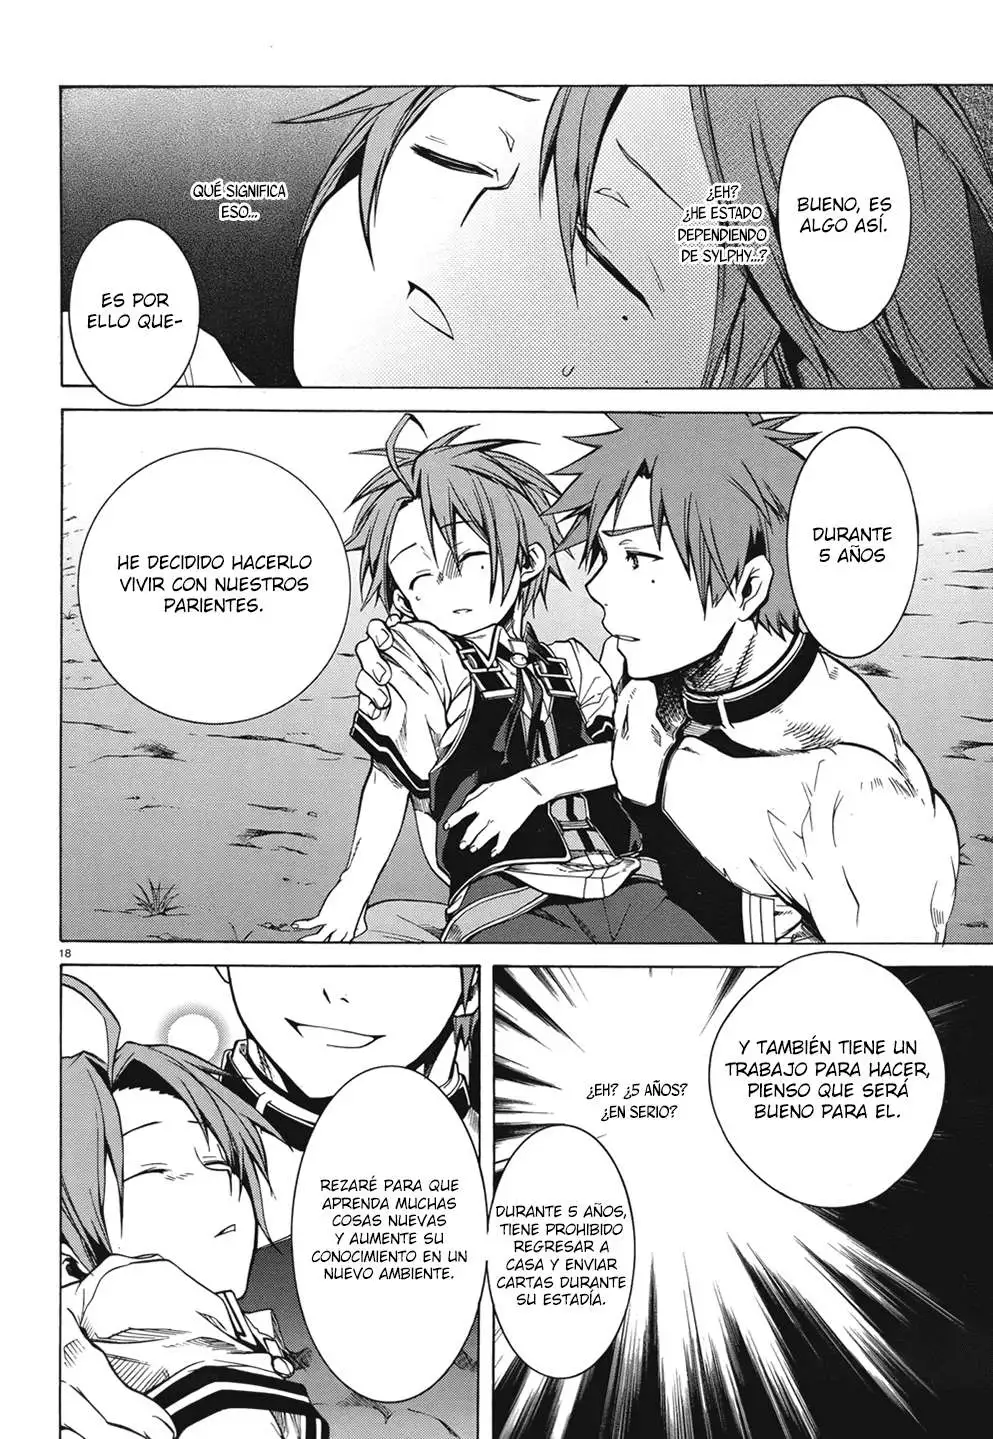 BUENO, ES
ALGO ASÍ.
¿EH?
¿HE ESTADO
DEPENDIENDO
DE SYLPHY...?
QUÉ SIGNIFICA
ESO...
ES POR
ELLO QUE-
DURANTE
5 AÑOS
HE DECIDIDO HACERLO
VIVIR CON NUESTROS
PARIENTES.
18
Y TAMBIÉN TIENE UN
TRABAJO PARA HACER,
PIENSO QUE SERÁ
BUENO PARA EL.
¿EH? ¿5 AÑOS?
¿EN SERIO?
DURANTE 5 AÑOS,
TIENE PROHIBIDO
REGRESAR A
CASA Y ENVIAR
CARTAS DURANTE
SU ESTADÍA.
REZARÉ PARA QUE
APRENDA MUCHAS
COSAS NUEVAS
Y AUMENTE SU
CONOCIMIENTO EN UN
NUEVO AMBIENTE.